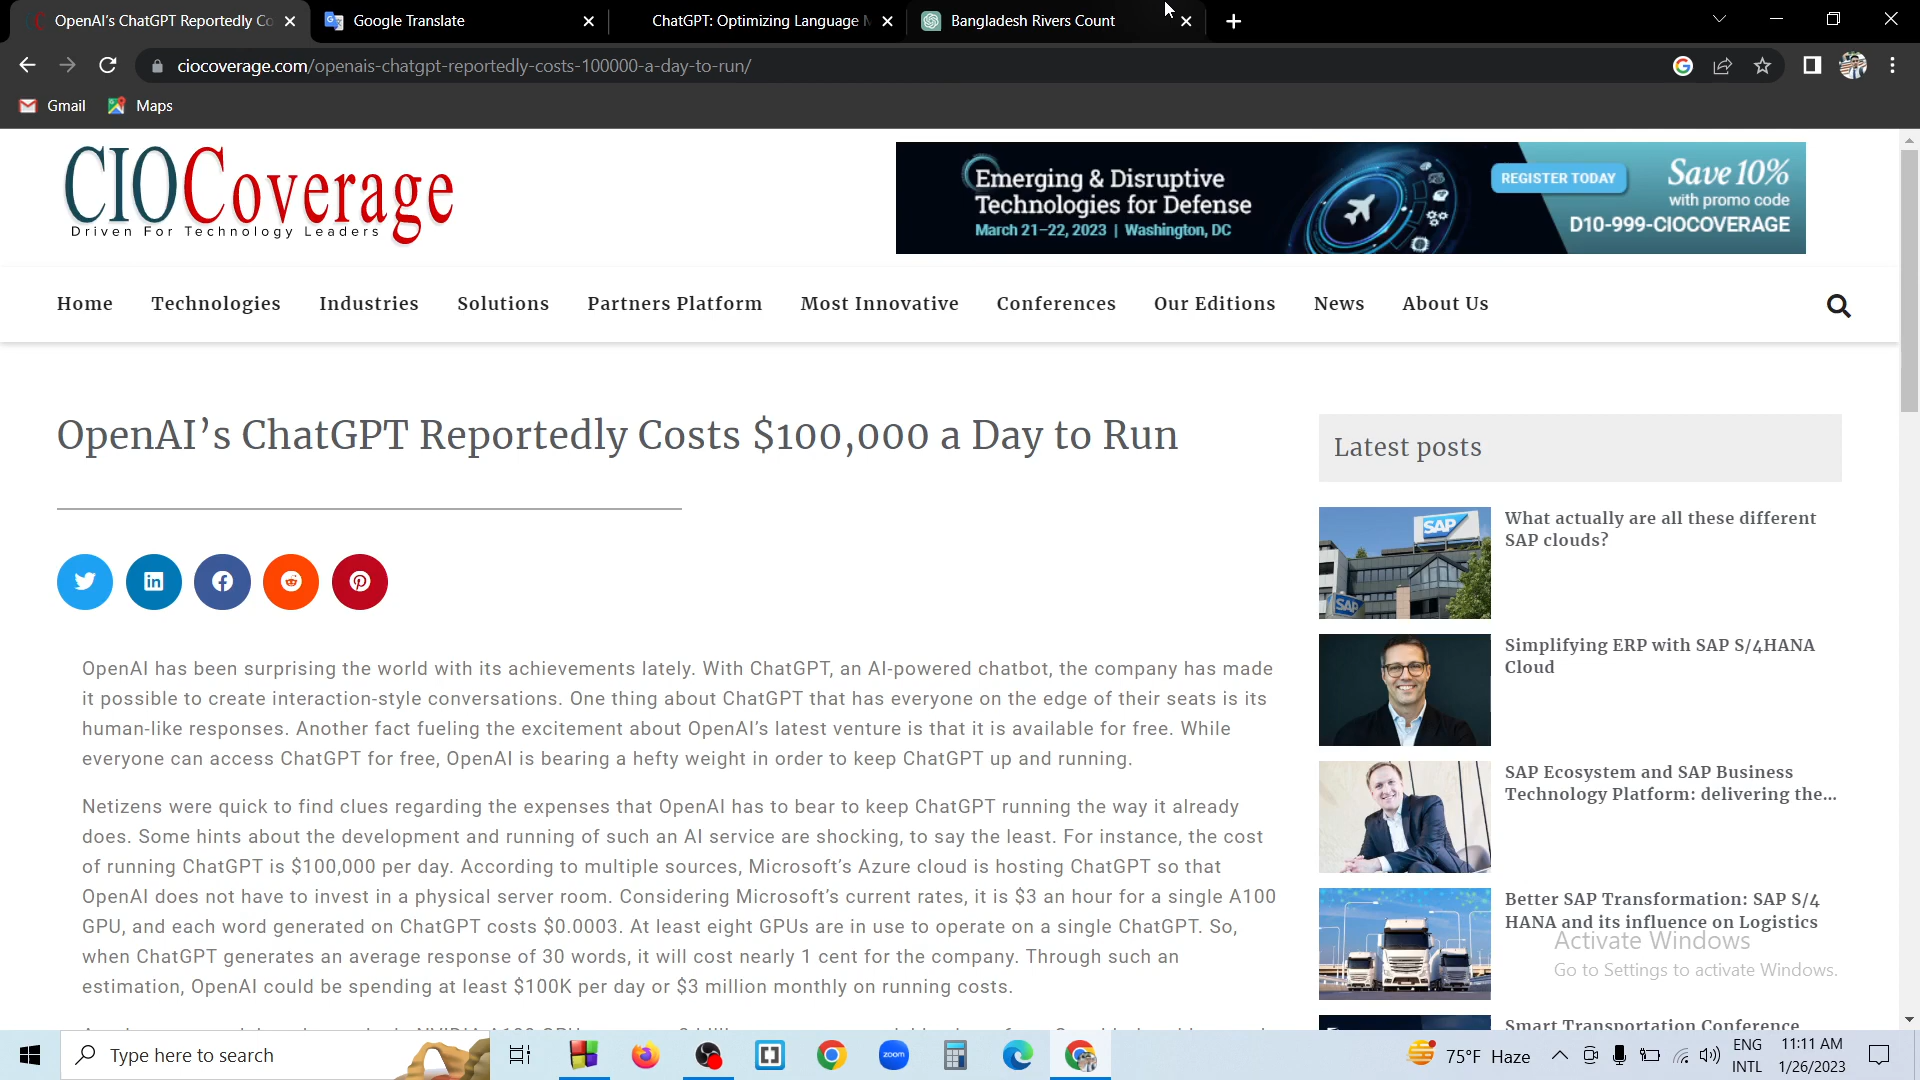 OpenAI's ChatGPT Reportedly Co
Google Translate
ChatGPT: Optimizing Language
Bangladesh Rivers Count
ciocoverage.com/openais-chatgpt-reportedly-costs-100000-a-day-to-run/
Gmail
Maps
CIOCoverage
Driven For Technology Leaders
Emerging & Disruptive
Technologies for Defense
March 21–22, 2023 | Washington, DC
REGISTER TODAY
Save 10%
with promo code
D10-999-CIOCOVERAGE
Home
Technologies
Industries
Solutions
Partners Platform
Most Innovative
Conferences
Our Editions
News
About Us
OpenAI’s ChatGPT Reportedly Costs $100,000 a Day to Run
OpenAI has been surprising the world with its achievements lately. With ChatGPT, an AI-powered chatbot, the company has made
it possible to create interaction-style conversations. One thing about ChatGPT that has everyone on the edge of their seats is its
human-like responses. Another fact fueling the excitement about OpenAI’s latest venture is that it is available for free. While
everyone can access ChatGPT for free, OpenAI is bearing a hefty weight in order to keep ChatGPT up and running.
Netizens were quick to find clues regarding the expenses that OpenAI has to bear to keep ChatGPT running the way it already
does. Some hints about the development and running of such an AI service are shocking, to say the least. For instance, the cost
of running ChatGPT is $100,000 per day. According to multiple sources, Microsoft’s Azure cloud is hosting ChatGPT so that
OpenAI does not have to invest in a physical server room. Considering Microsoft’s current rates, it is $3 an hour for a single A100
GPU, and each word generated on ChatGPT costs $0.0003. At least eight GPUs are in use to operate on a single ChatGPT. So,
when ChatGPT generates an average response of 30 words, it will cost nearly 1 cent for the company. Through such an
estimation, OpenAI could be spending at least $100K per day or $3 million monthly on running costs.
Latest posts
SAP
SAP
What actually are all these different
SAP clouds?
Simplifying ERP with SAP S/4HANA
Cloud
SAP Ecosystem and SAP Business
Technology Platform: delivering the...
Better SAP Transformation: SAP S/4
HANA and its influence on Logistics
Activate Windows
Go to Settings to activate Windows.
Smart Transportation Conference
Type here to search
zoom
75°F Haze
ENG
INTL
11:11 AM
1/26/2023